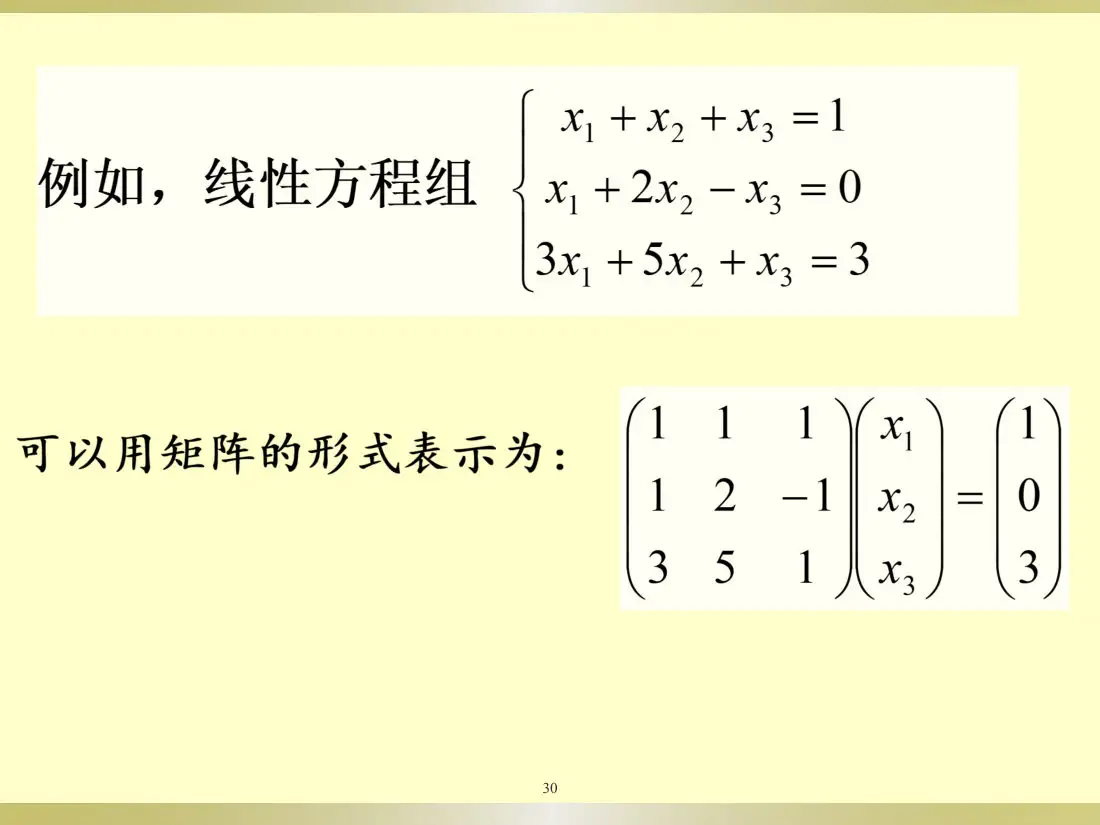 x₁ + x₂ + x₃ = 1
例如，线性方程组 x₁ + 2x₂ − x₃ = 0
3x₁ + 5x₂ + x₃ = 3
可以用矩阵的形式表示为：
1 1 1 x₁ 1
1 2 −1 x₂ = 0
3 5 1 x₃ 3
30